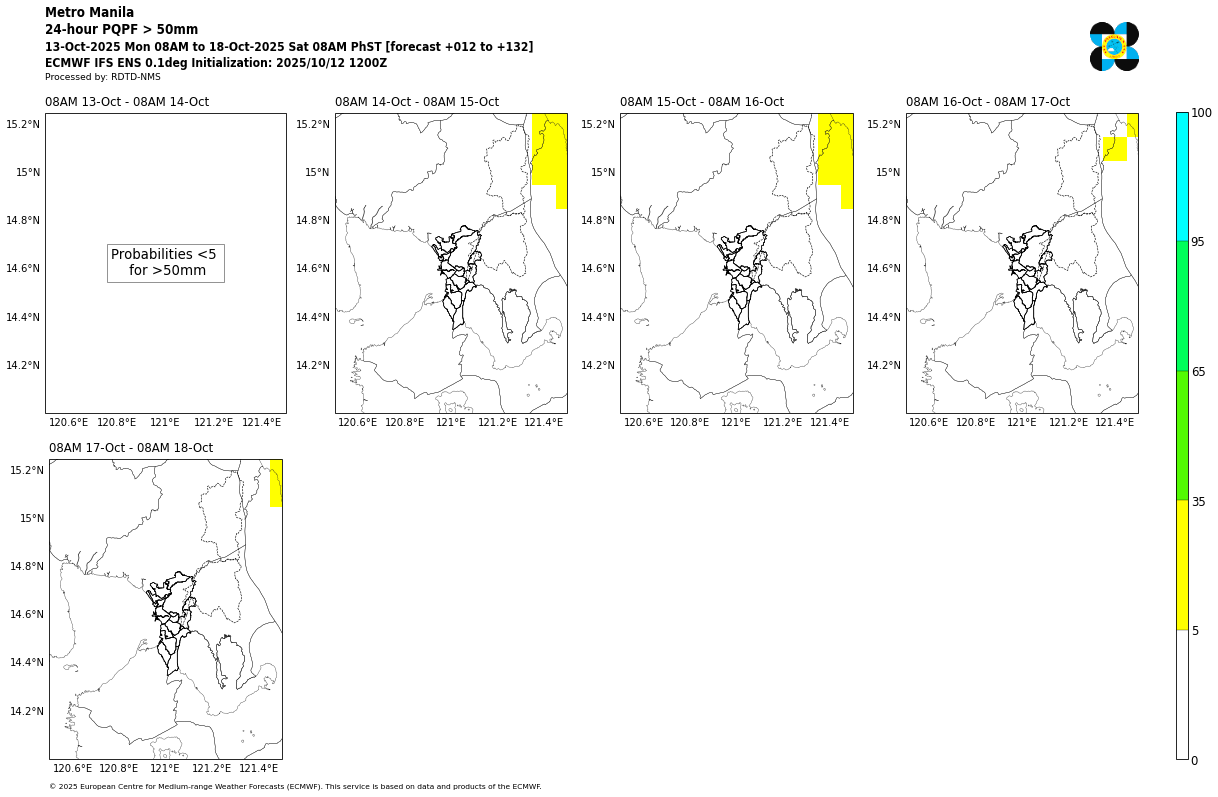 Metro Manila
24-hour PQPF > 50mm
13-Oct-2025 Mon 08AM to 18-Oct-2025 Sat 08AM PhST [forecast +012 to +132]
ECMWF IFS ENS 0.1deg Initialization: 2025/10/12 1200Z
Processed by: RDTD-NMS
08AM 13-Oct - 08AM 14-Oct
Probabilities <5
for >50mm
15.2°N
15°N
14.8°N
14.6°N
14.4°N
14.2°N
120.6°E 120.8°E 121°E 121.2°E 121.4°E
08AM 14-Oct - 08AM 15-Oct
15.2°N
15°N
14.8°N
14.6°N
14.4°N
14.2°N
120.6°E 120.8°E 121°E 121.2°E 121.4°E
08AM 15-Oct - 08AM 16-Oct
15.2°N
15°N
14.8°N
14.6°N
14.4°N
14.2°N
120.6°E 120.8°E 121°E 121.2°E 121.4°E
08AM 16-Oct - 08AM 17-Oct
15.2°N
15°N
14.8°N
14.6°N
14.4°N
14.2°N
120.6°E 120.8°E 121°E 121.2°E 121.4°E
100
95
65
35
5
0
08AM 17-Oct - 08AM 18-Oct
15.2°N
15°N
14.8°N
14.6°N
14.4°N
14.2°N
120.6°E 120.8°E 121°E 121.2°E 121.4°E
© 2025 European Centre for Medium-range Weather Forecasts (ECMWF). This service is based on data and products of the ECMWF.